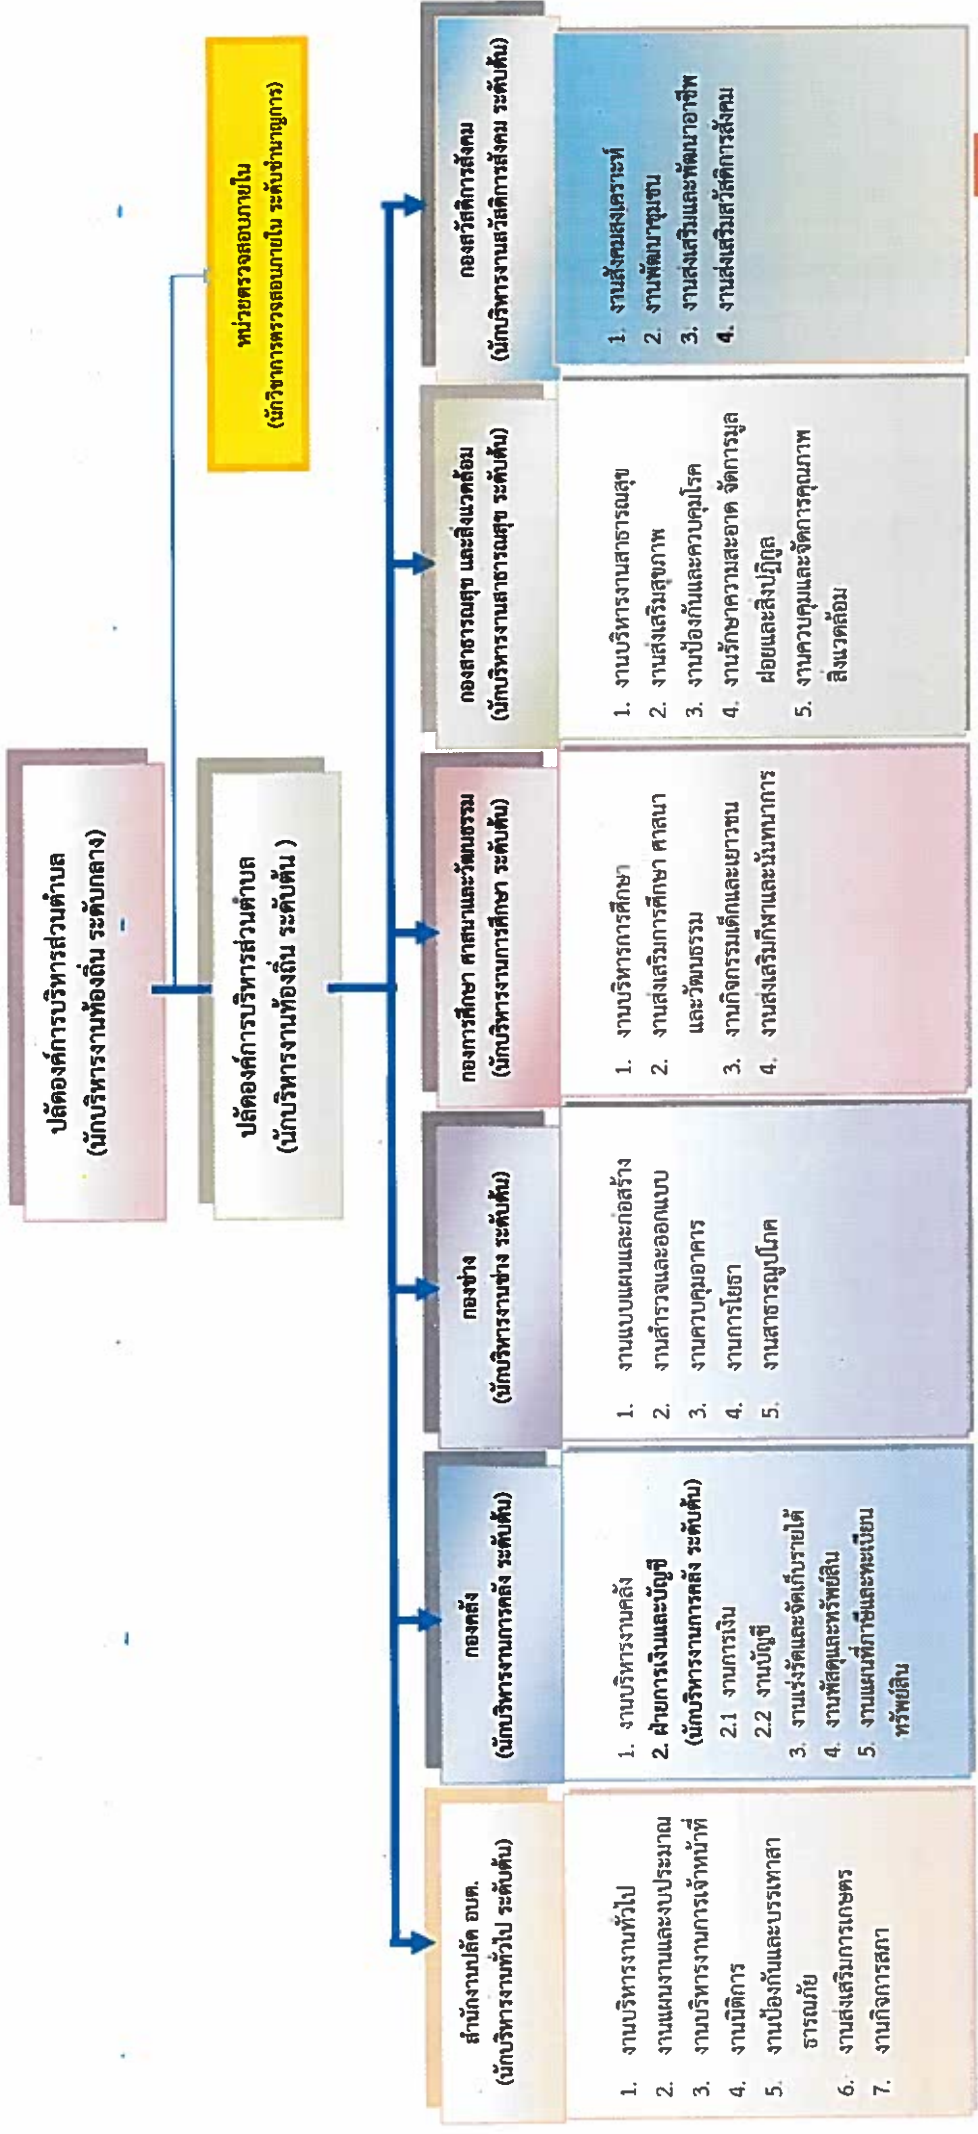 ปลัดองค์การบริหารส่วนตำบล
(นักบริหารงานท้องถิ่น ระดับกลาง)
หน่วยตรวจสอบภายใน
(นักวิชาการตรวจสอบภายใน ระดับชำนาญการ)
ปลัดองค์การบริหารส่วนตำบล
(นักบริหารงานท้องถิ่น ระดับต้น )
สำนักงานปลัด อบต.
(นักบริหารงานทั่วไป ระดับต้น)
1. งานบริหารงานทั่วไป
2. งานแผนงานและงบประมาณ
3. งานบริหารงานการเจ้าหน้าที่
4. งานนิติการ
5. งานป้องกันและบรรเทาสา
ธารณภัย
6. งานส่งเสริมการเกษตร
7. งานกิจการสภา
กองคลัง
(นักบริหารงานการคลัง ระดับต้น)
1. งานบริหารงานคลัง
2. ฝ่ายการเงินและบัญชี
(นักบริหารงานการคลัง ระดับต้น)
2.1 งานการเงิน
2.2 งานบัญชี
3. งานเร่งรัดและจัดเก็บรายได้
4. งานพัสดุและทรัพย์สิน
5. งานแผนที่ภาษีและทะเบียน
ทรัพย์สิน
กองช่าง
(นักบริหารงานช่าง ระดับต้น)
1. งานแบบแผนและก่อสร้าง
2. งานสำรวจและออกแบบ
3. งานควบคุมอาคาร
4. งานการโยธา
5. งานสาธารณูปโภค
กองการศึกษา ศาสนาและวัฒนธรรม
(นักบริหารงานการศึกษา ระดับต้น)
1. งานบริหารการศึกษา
2. งานส่งเสริมการศึกษา ศาสนา
และวัฒนธรรม
3. งานกิจกรรมเด็กและเยาวชน
4. งานส่งเสริมกีฬาและนันทนาการ
กองสาธารณสุข และสิ่งแวดล้อม
(นักบริหารงานสาธารณสุข ระดับต้น)
1. งานบริหารงานสาธารณสุข
2. งานส่งเสริมสุขภาพ
3. งานป้องกันและควบคุมโรค
4. งานรักษาความสะอาด จัดการมูล
ฝอยและสิ่งปฏิกูล
5. งานควบคุมและจัดการคุณภาพ
สิ่งแวดล้อม
กองสวัสดิการสังคม
(นักบริหารงานสวัสดิการสังคม ระดับต้น)
1. งานสังคมสงเคราะห์
2. งานพัฒนาชุมชน
3. งานส่งเสริมและพัฒนาอาชีพ
4. งานส่งเสริมสวัสดิการสังคม